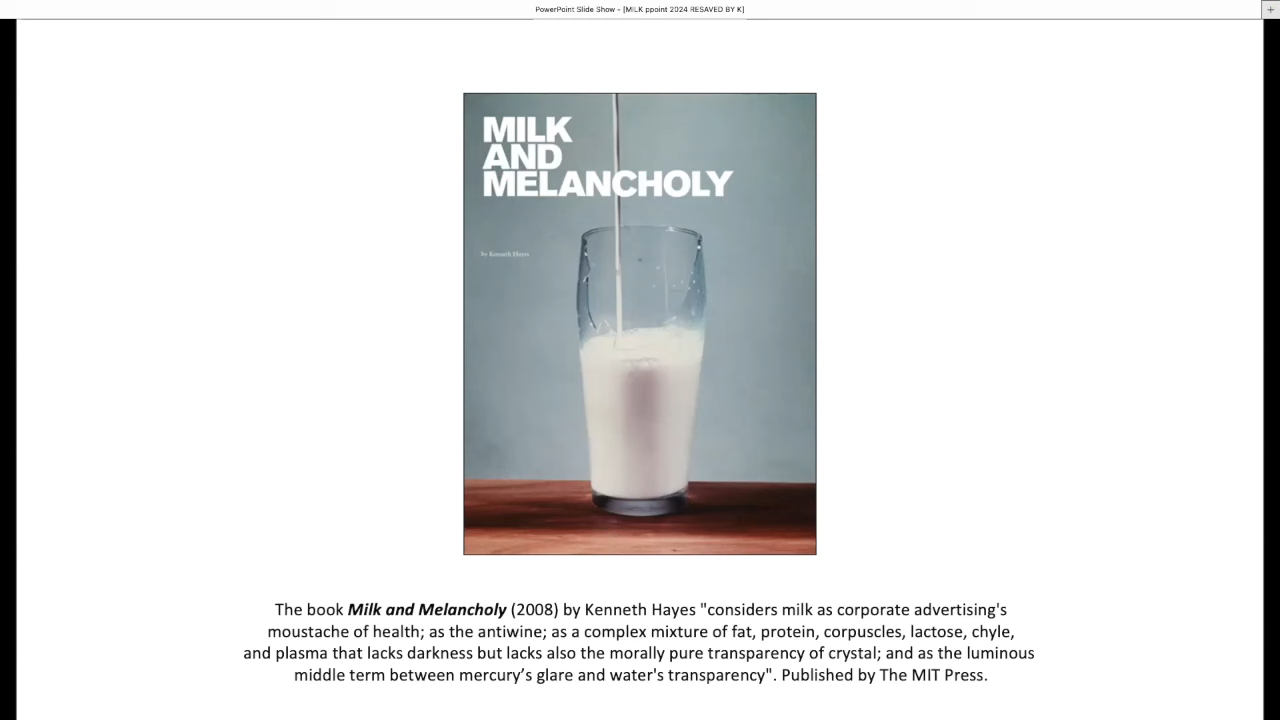 PowerPoint Slide Show - [MILK ppoint 2024 RESAVED BY K]
+
MILK
AND
MELANCHOLY
by Kenneth Hayes
The book Milk and Melancholy (2008) by Kenneth Hayes "considers milk as corporate advertising's
moustache of health; as the antiwine; as a complex mixture of fat, protein, corpuscles, lactose, chyle,
and plasma that lacks darkness but lacks also the morally pure transparency of crystal; and as the luminous
middle term between mercury’s glare and water's transparency". Published by The MIT Press.